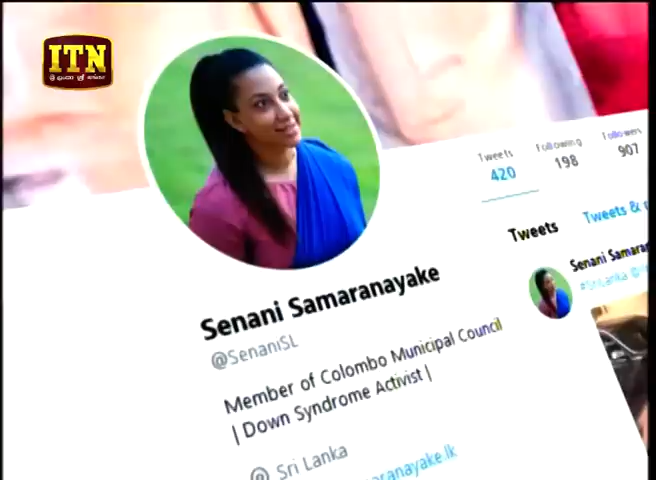 ITN
Tweets Following Followers
420 198 907
Tweets Tweets &
Senani
Senani Samaranayake
@SenaniSL
Member of Colombo Municipal Council
| Down Syndrome Activist |
Sri Lanka